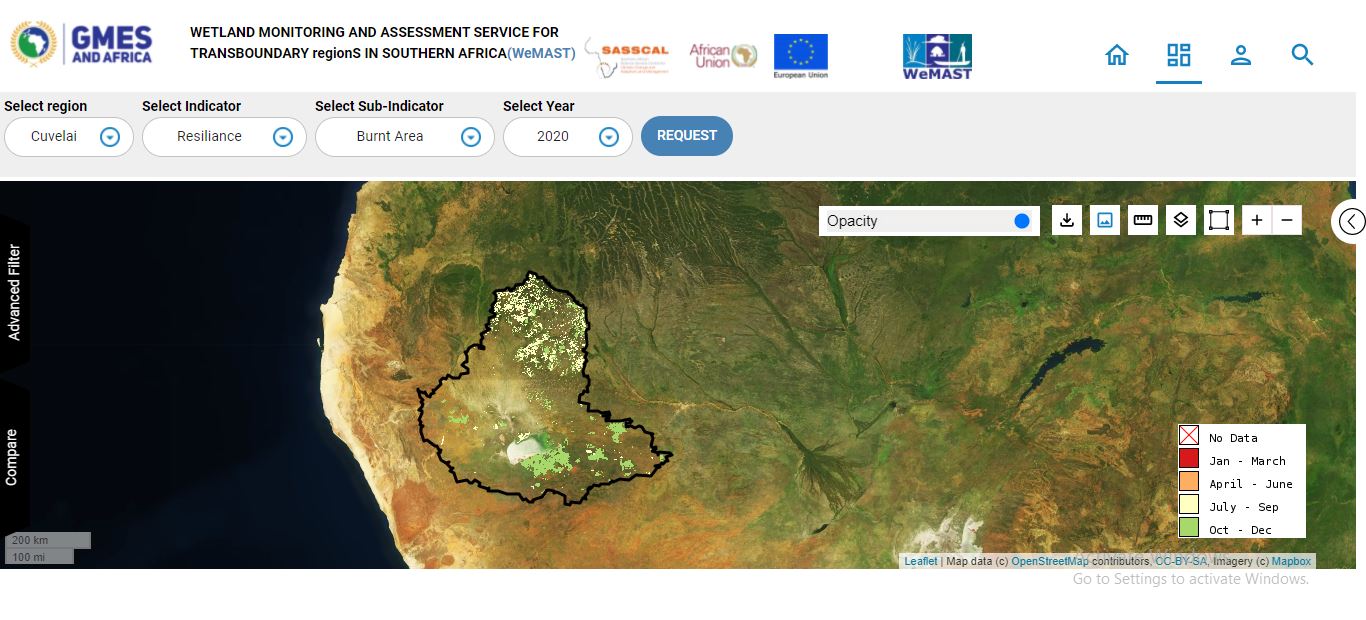 GMES
AND AFRICA
WETLAND MONITORING AND ASSESSMENT SERVICE FOR
TRANSBOUNDARY regionS IN SOUTHERN AFRICA(WeMAST)
SASSCAL
African
Union
European Union
WeMAST
Select region
Select Indicator
Select Sub-Indicator
Select Year
Cuvelai
Resiliance
Burnt Area
2020
REQUEST
Advanced Filter
Compare
Opacity
+
−
No Data
Jan - March
April - June
July - Sep
Oct - Dec
200 km
100 mi
Leaflet | Map data (c) OpenStreetMap contributors, CC-BY-SA, Imagery (c) Mapbox
Activate Windows
Go to Settings to activate Windows.